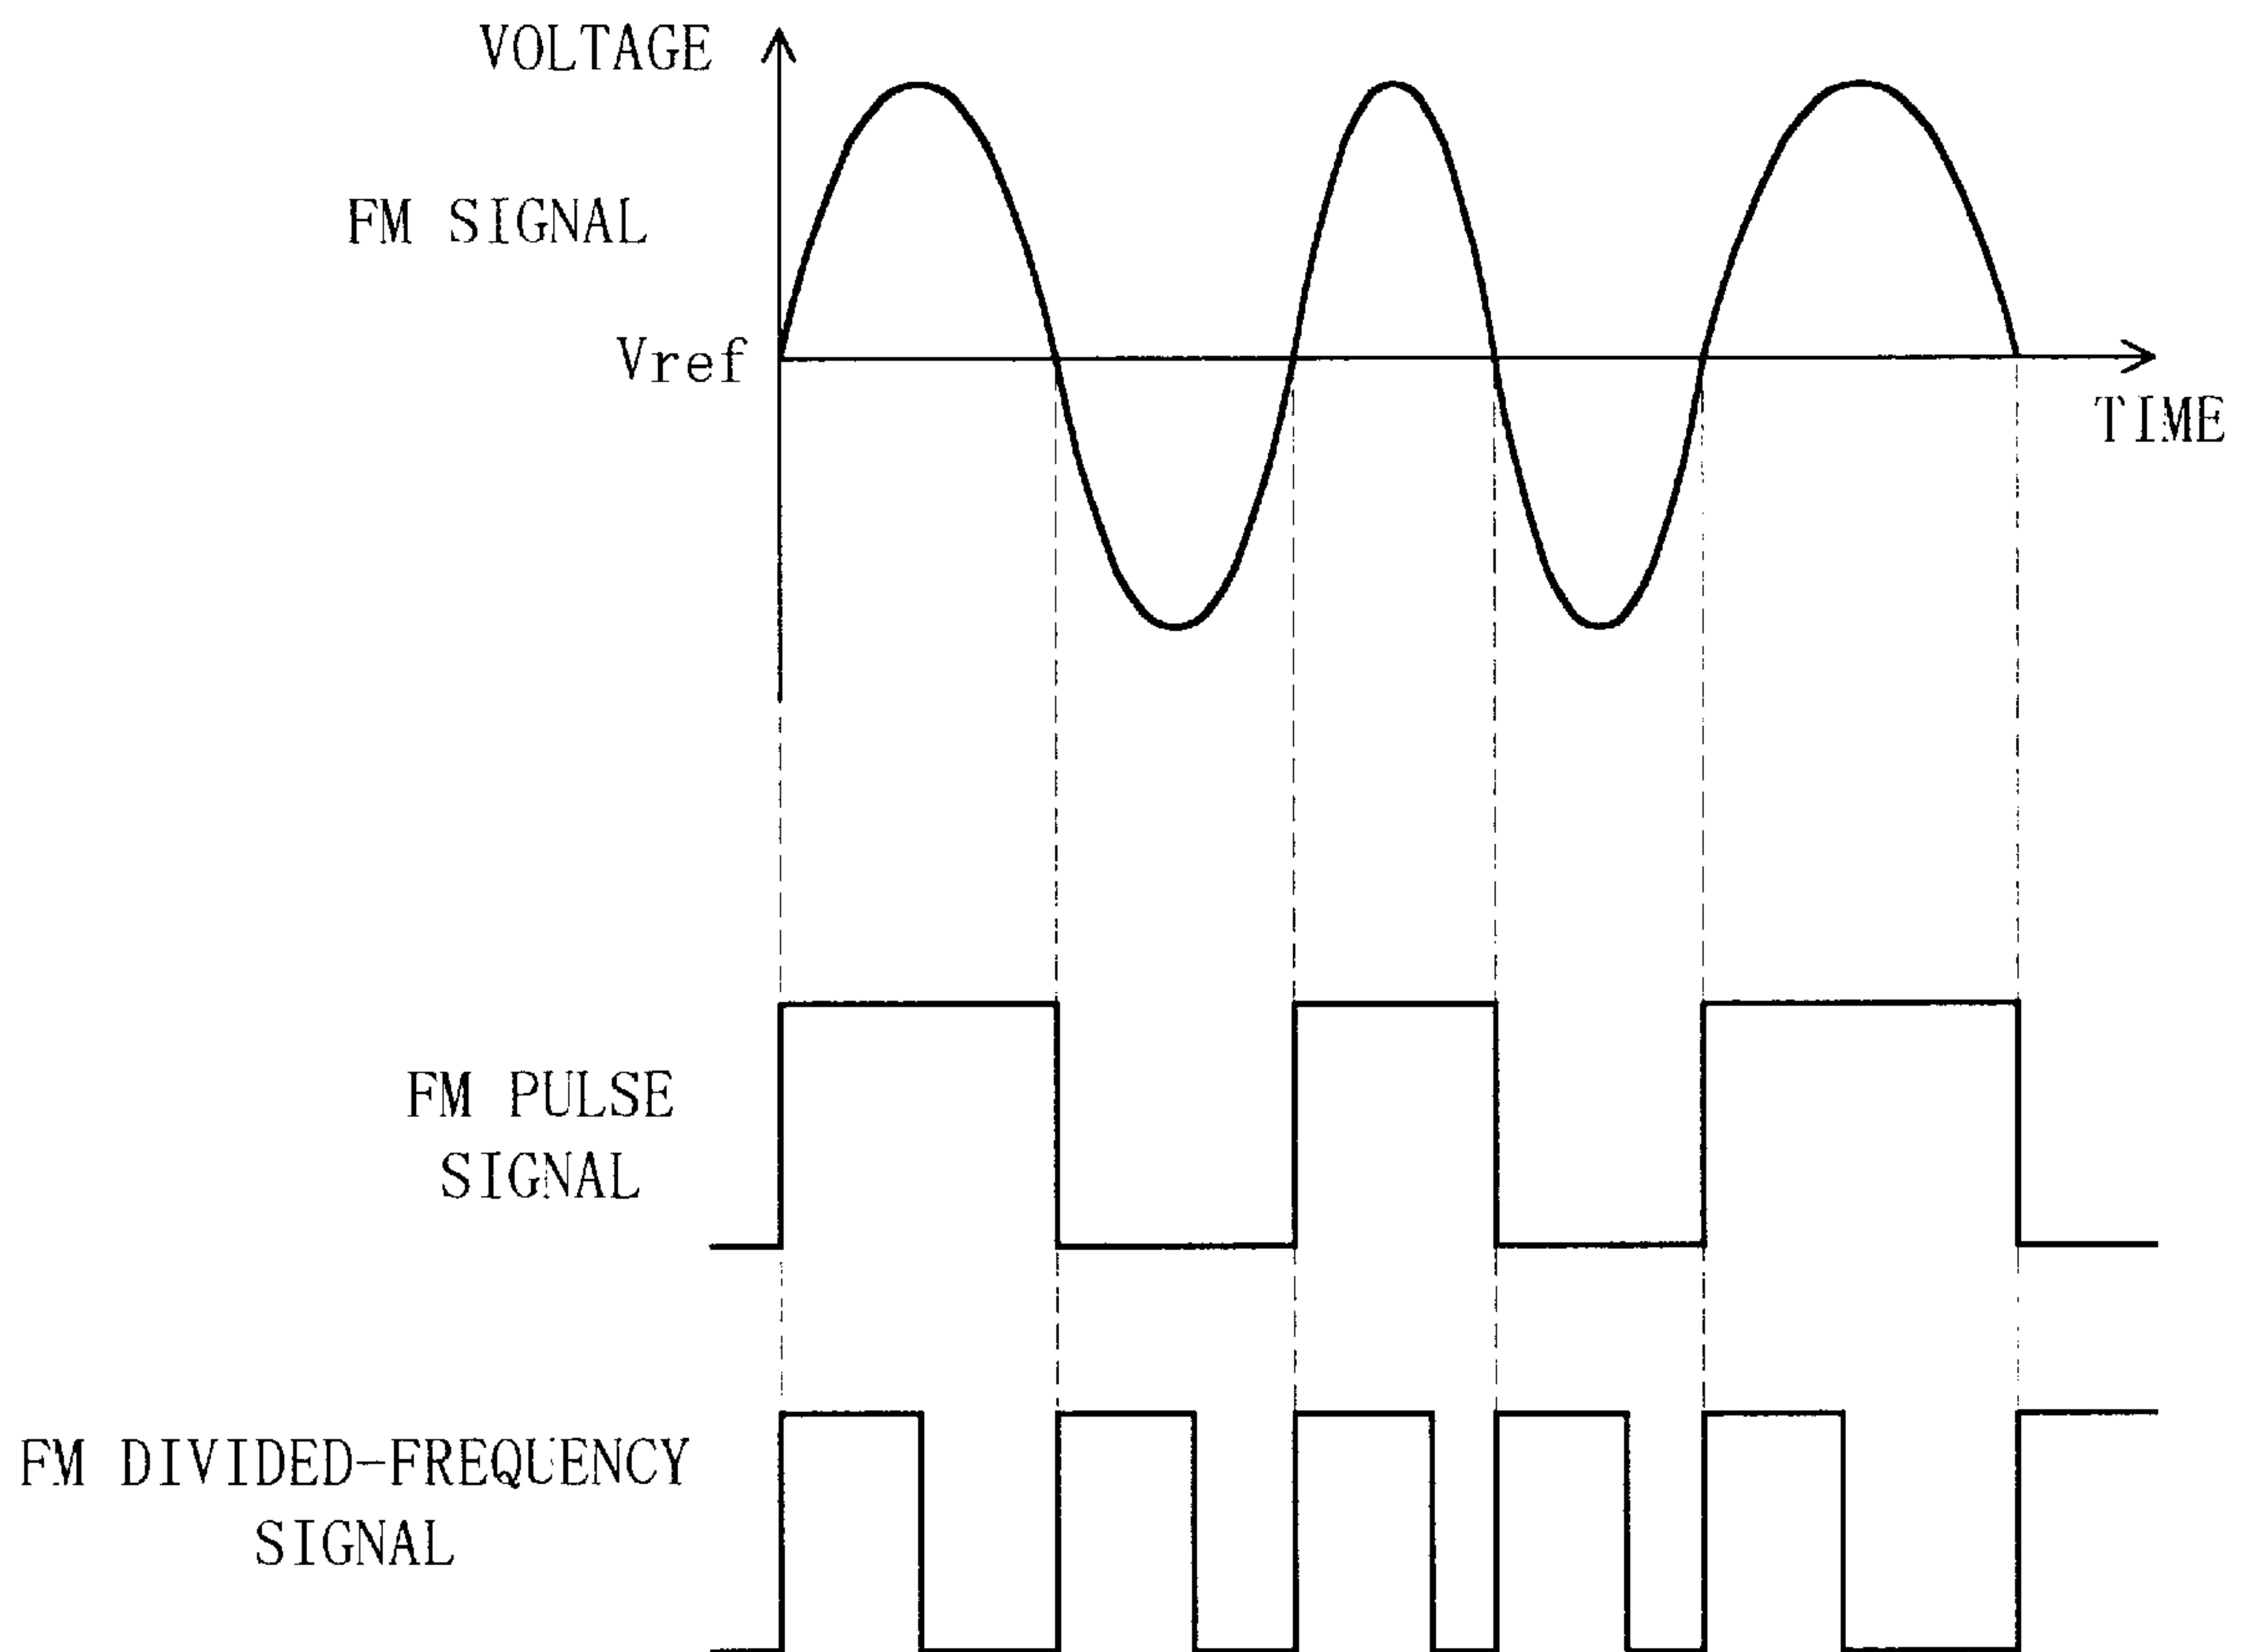 VOLTAGE
FM SIGNAL
Vref
TIME
FM PULSE
SIGNAL
FM DIVIDED-FREQUENCY
SIGNAL